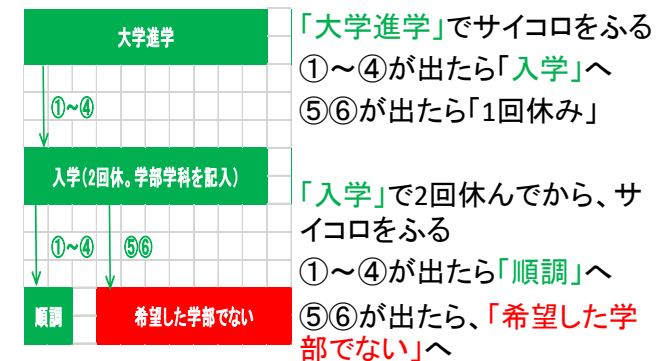 大学進学
①~④
入学(2回休。学部学科を記入)
①~④
⑤⑥
順調
希望した学部でない
「大学進学」でサイコロをふる
①～④が出たら「入学」へ
⑤⑥が出たら「1回休み」
「入学」で2回休んでから、サ
イコロをふる
①～④が出たら「順調」へ
⑤⑥が出たら、「希望した学
部でない」へ